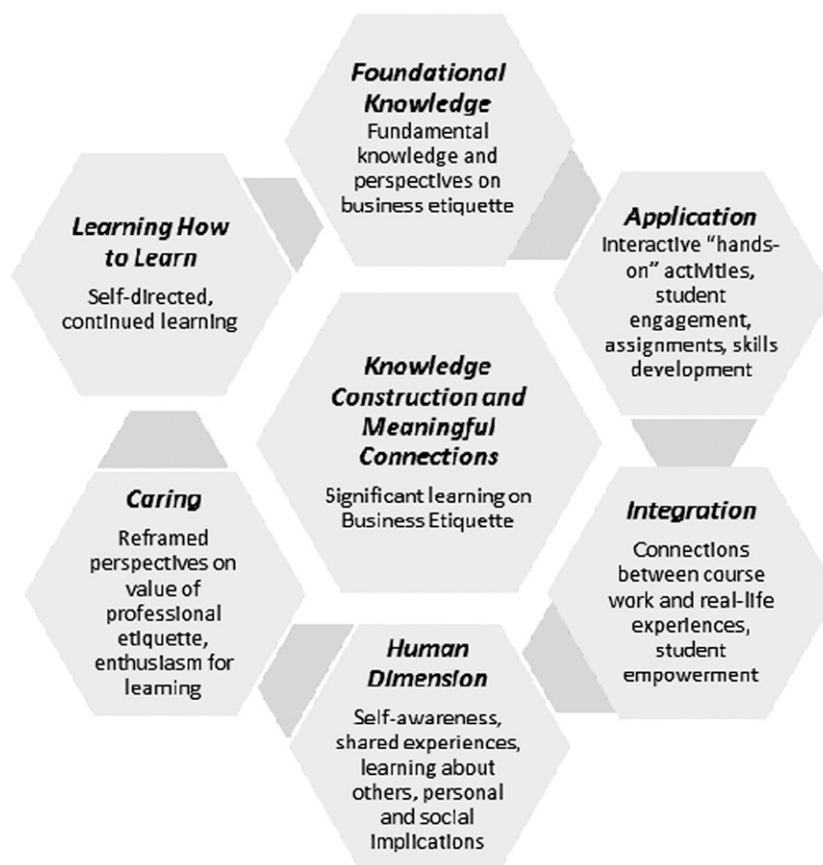 Foundational
Knowledge
Fundamental
knowledge and
perspectives on
business etiquette
Application
Interactive “hands-
on” activities,
student
engagement,
assignments, skills
development
Integration
Connections
between course
work and real-life
experiences,
student
empowerment
Human
Dimension
Self-awareness,
shared experiences,
learning about
others, personal
and social
implications
Caring
Reframed
perspectives on
value of
professional
etiquette,
enthusiasm for
learning
Learning How
to Learn
Self-directed,
continued learning
Knowledge
Construction and
Meaningful
Connections
Significant learning on
Business Etiquette